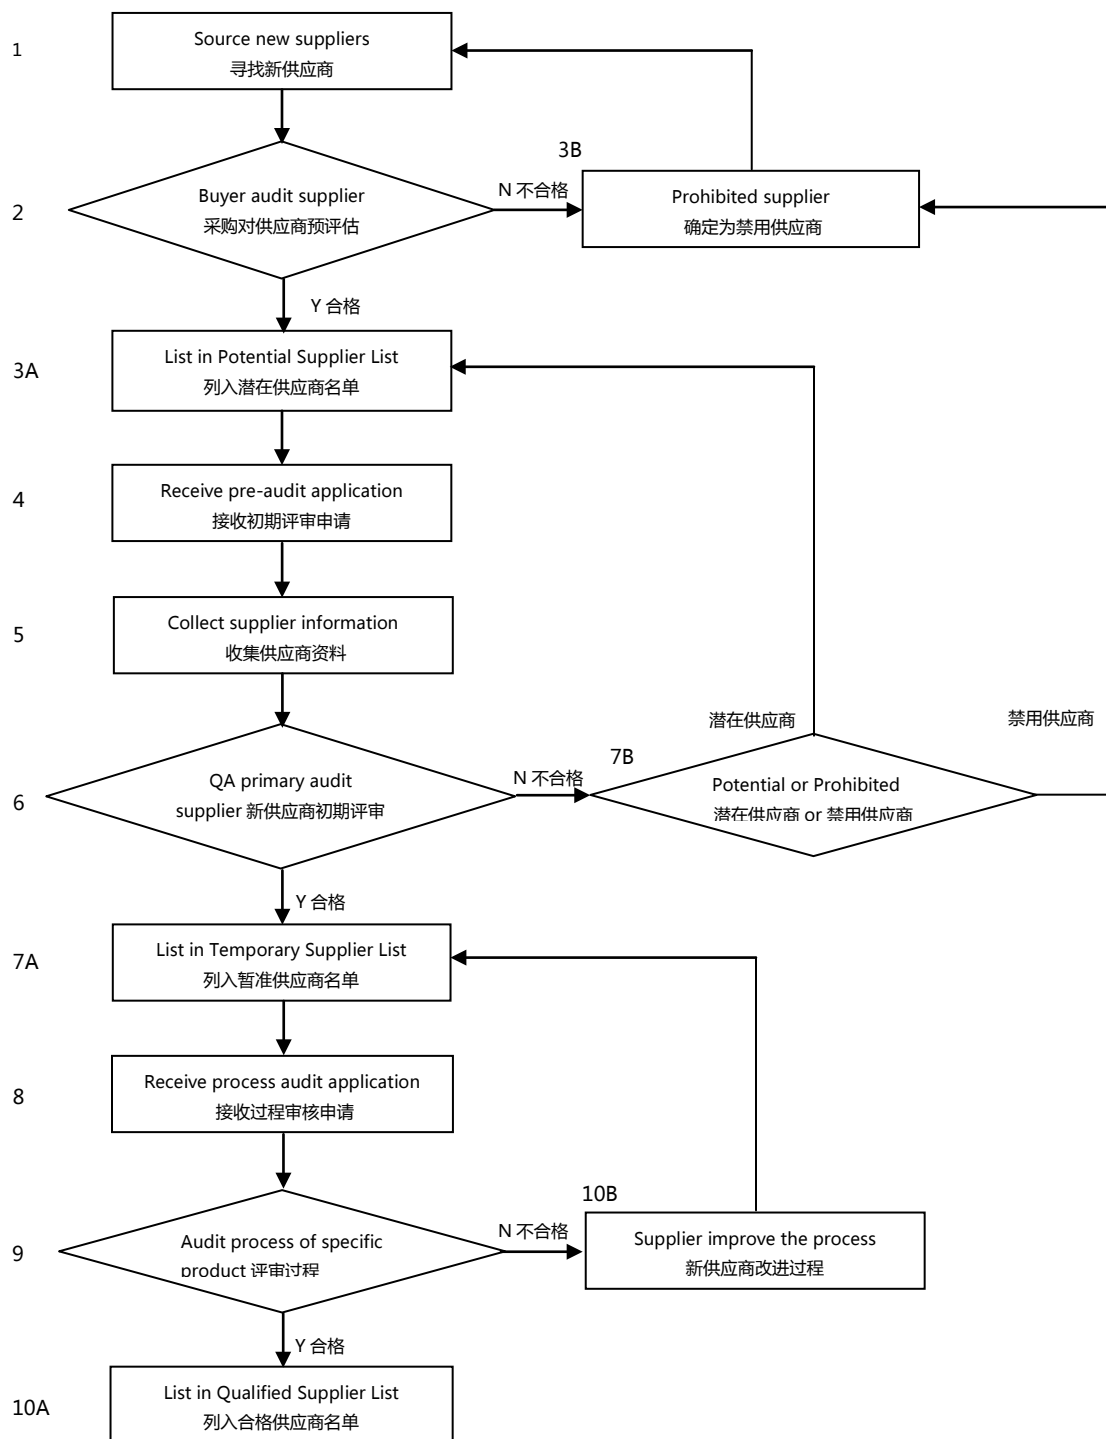 1
Source new suppliers
寻找新供应商
3B
2
Buyer audit supplier
采购对供应商预评估
N 不合格
Prohibited supplier
确定为禁用供应商
Y 合格
3A
List in Potential Supplier List
列入潜在供应商名单
4
Receive pre-audit application
接收初期评审申请
5
Collect supplier information
收集供应商资料
潜在供应商
禁用供应商
7B
6
QA primary audit
supplier 新供应商初期评审
N 不合格
Potential or Prohibited
潜在供应商 or 禁用供应商
Y 合格
7A
List in Temporary Supplier List
列入暂准供应商名单
8
Receive process audit application
接收过程审核申请
10B
9
Audit process of specific
product 评审过程
N 不合格
Supplier improve the process
新供应商改进过程
Y 合格
10A
List in Qualified Supplier List
列入合格供应商名单